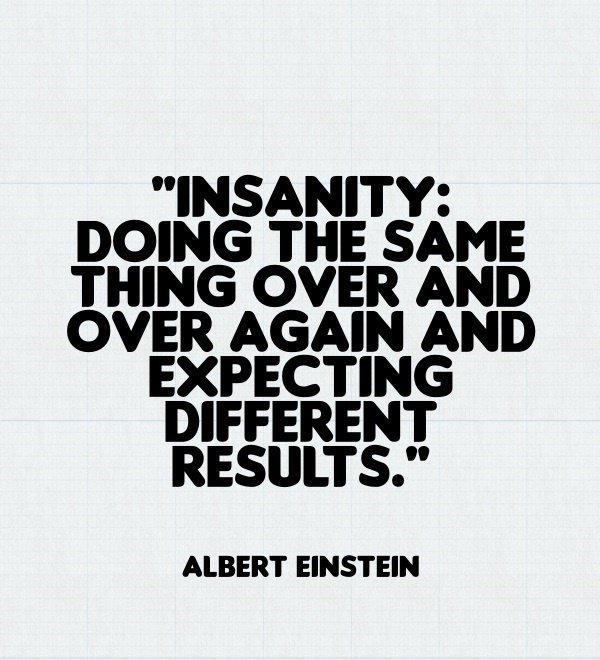 "INSANITY:
DOING THE SAME
THING OVER AND
OVER AGAIN AND
EXPECTING
DIFFERENT
RESULTS."
ALBERT EINSTEIN